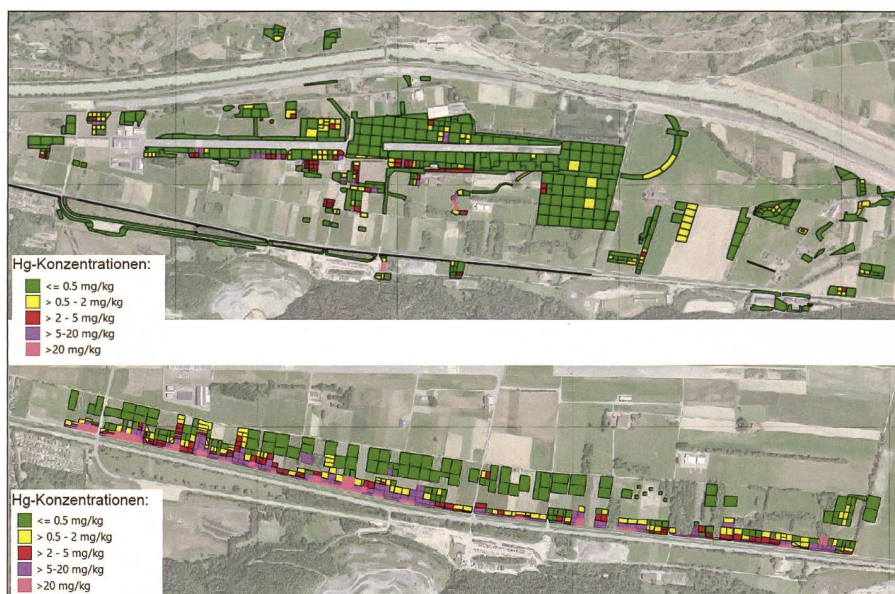 Hg-Konzentrationen:
<= 0.5 mg/kg
> 0.5 - 2 mg/kg
> 2 - 5 mg/kg
> 5-20 mg/kg
>20 mg/kg
Hg-Konzentrationen:
<= 0.5 mg/kg
> 0.5 - 2 mg/kg
> 2 - 5 mg/kg
> 5-20 mg/kg
>20 mg/kg